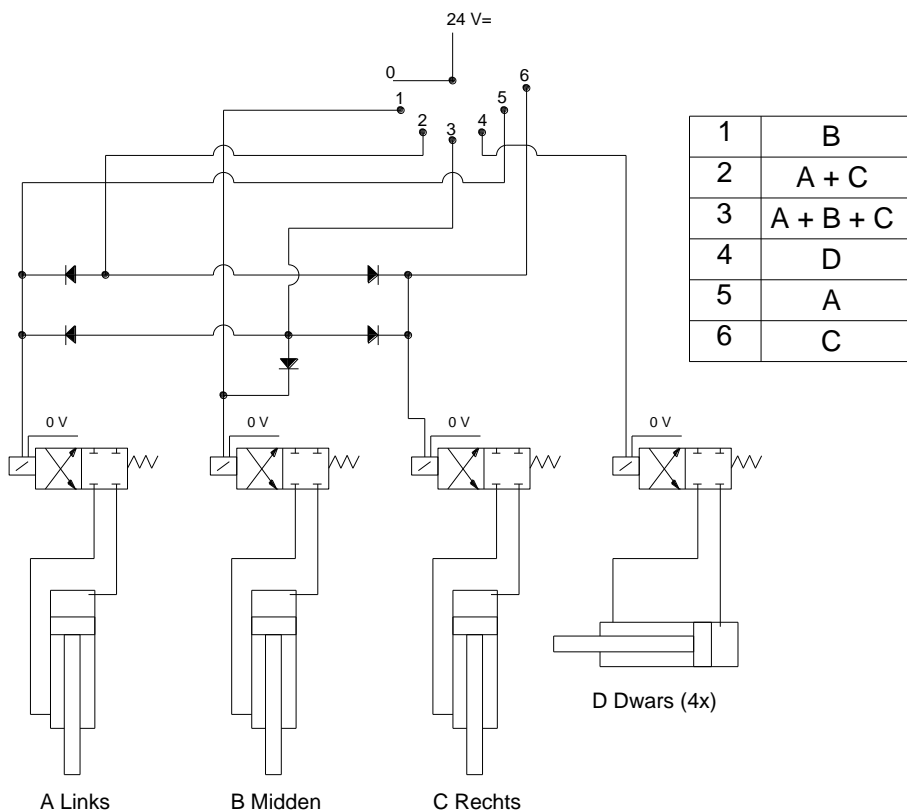 24 V=
0
1
2
3
4
5
6
1 B
2 A + C
3 A + B + C
4 D
5 A
6 C
0 V
0 V
0 V
0 V
D Dwars (4x)
A Links
B Midden
C Rechts